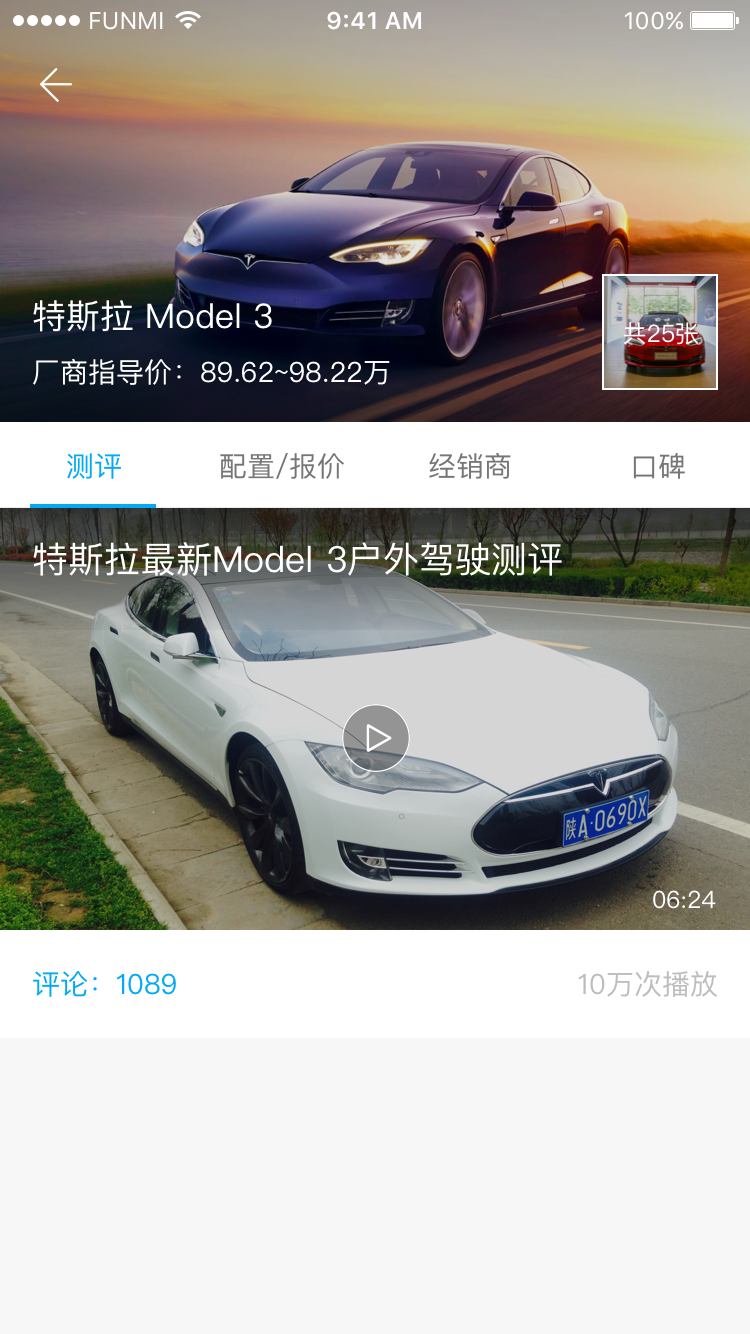 FUNMI 9:41 AM 100%
特斯拉 Model 3
共25张
厂商指导价：89.62~98.22万
测评 配置/报价 经销商 口碑
特斯拉最新Model 3户外驾驶测评
陕A·0690X
06:24
评论：1089 10万次播放